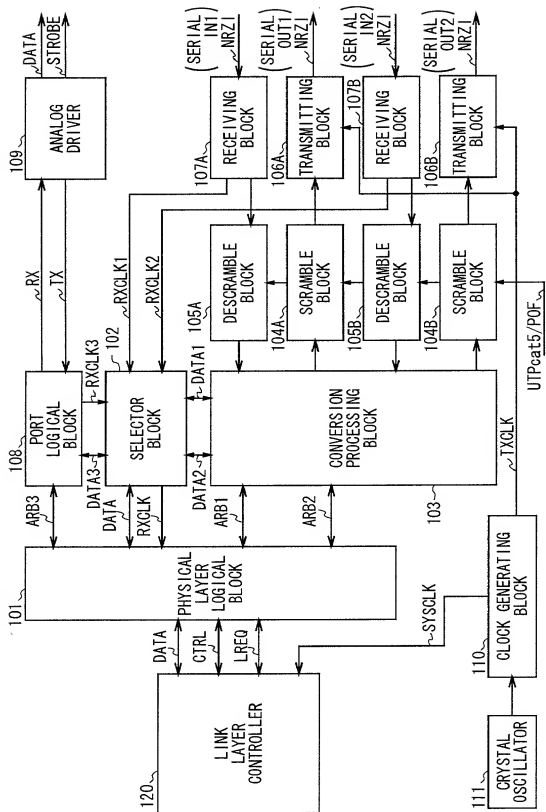 109
ANALOG
DRIVER
DATA
STROBE
RX
TX
108
PORT
LOGICAL
BLOCK
RXCLK3
102
SELECTOR
BLOCK
RXCLK1
RXCLK2
ARB3
DATA3
DATA
RXCLK
DATA1
DATA2
ARB1
ARB2
101
PHYSICAL
LAYER
LOGICAL
BLOCK
DATA
CTRL
LREQ
120
LINK
LAYER
CONTROLLER
103
CONVERSION
PROCESSING
BLOCK
105A
DESCRAMBLE
BLOCK
104A
SCRAMBLE
BLOCK
105B
DESCRAMBLE
BLOCK
104B
SCRAMBLE
BLOCK
107A
RECEIVING
BLOCK
106A
TRANSMITTING
BLOCK
107B
RECEIVING
BLOCK
106B
TRANSMITTING
BLOCK
(SERIAL IN1)
NRZI
(SERIAL OUT1)
NRZI
(SERIAL IN2)
NRZI
(SERIAL OUT2)
NRZI
UTPcat5/POF
TXCLK
SYSCLK
110
CLOCK GENERATING
BLOCK
111
CRYSTAL
OSCILLATOR